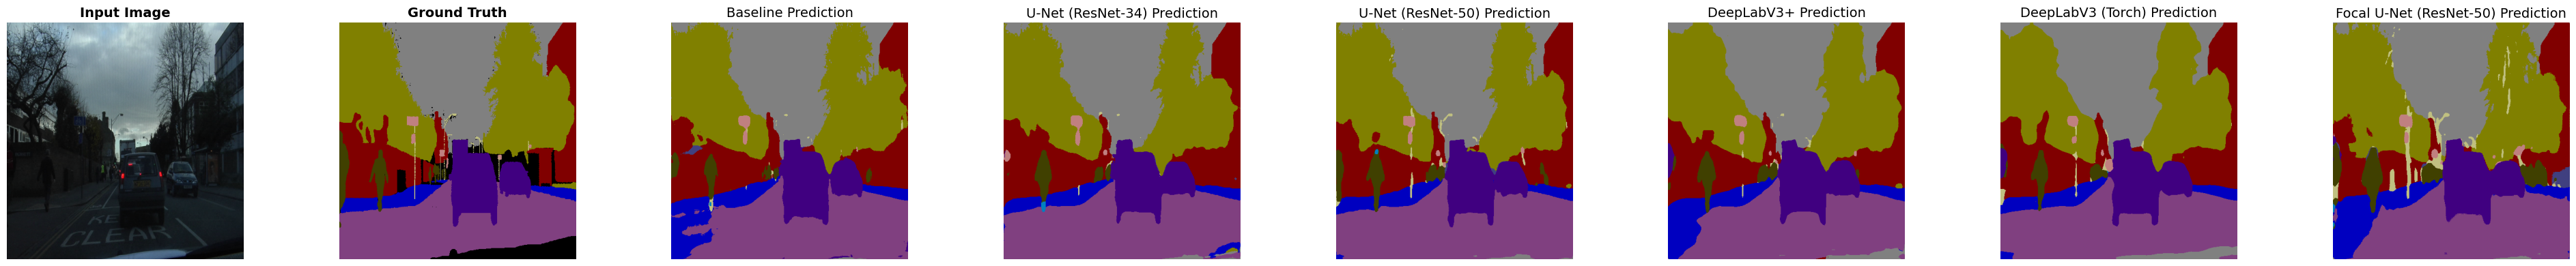 Input Image
Ground Truth
Baseline Prediction
U-Net (ResNet-34) Prediction
U-Net (ResNet-50) Prediction
DeepLabV3+ Prediction
DeepLabV3 (Torch) Prediction
Focal U-Net (ResNet-50) Prediction
KEEP
CLEAR